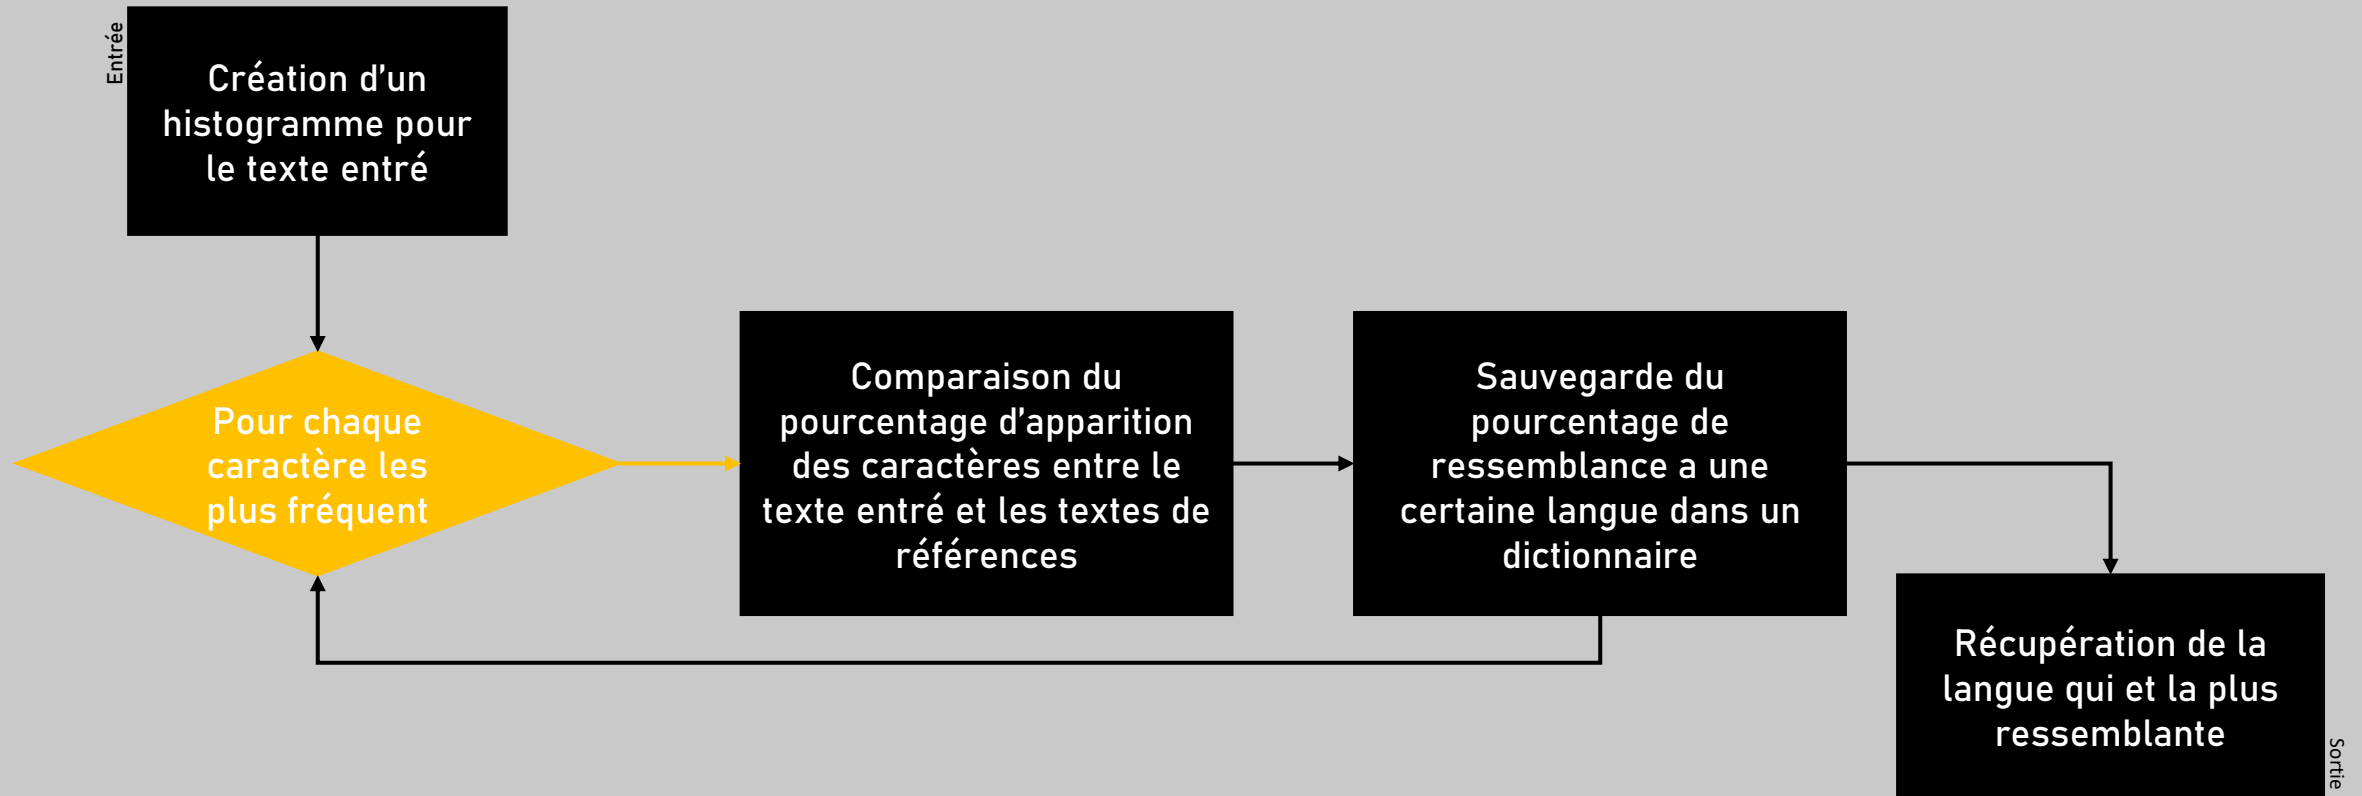 Entrée
Création d’un
histogramme pour
le texte entré
Pour chaque
caractère les
plus fréquent
Comparaison du
pourcentage d’apparition
des caractères entre le
texte entré et les textes de
références
Sauvegarde du
pourcentage de
ressemblance a une
certaine langue dans un
dictionnaire
Récupération de la
langue qui et la plus
ressemblante
Sortie